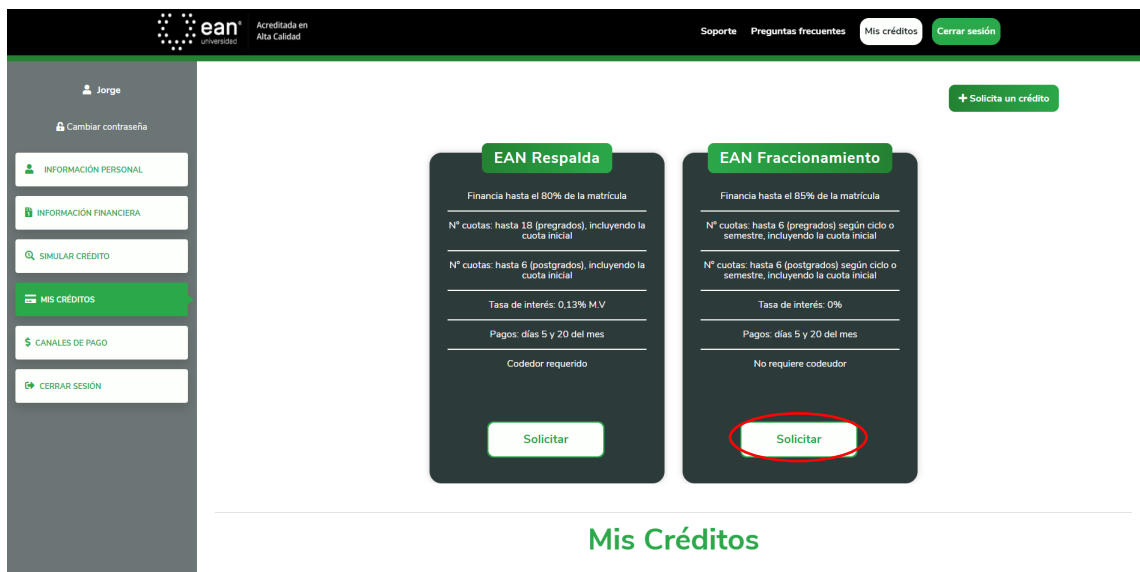 ean®
universidad
Acreditada en
Alta Calidad
Soporte
Preguntas frecuentes
Mis créditos
Cerrar sesión
Jorge
Cambiar contraseña
INFORMACIÓN PERSONAL
INFORMACIÓN FINANCIERA
SIMULAR CRÉDITO
MIS CRÉDITOS
$ CANALES DE PAGO
CERRAR SESIÓN
+ Solicita un crédito
EAN Respalda
Financia hasta el 80% de la matrícula
N° cuotas: hasta 18 (pregrados), incluyendo la
cuota inicial
N° cuotas: hasta 6 (postgrados), incluyendo la
cuota inicial
Tasa de interés: 0,13% M.V
Pagos: días 5 y 20 del mes
Codedor requerido
Solicitar
EAN Fraccionamiento
Financia hasta el 85% de la matrícula
N° cuotas: hasta 6 (pregrados) según ciclo o
semestre, incluyendo la cuota inicial
N° cuotas: hasta 6 (postgrados) según ciclo o
semestre, incluyendo la cuota inicial
Tasa de interés: 0%
Pagos: días 5 y 20 del mes
No requiere codeudor
Solicitar
Mis Créditos